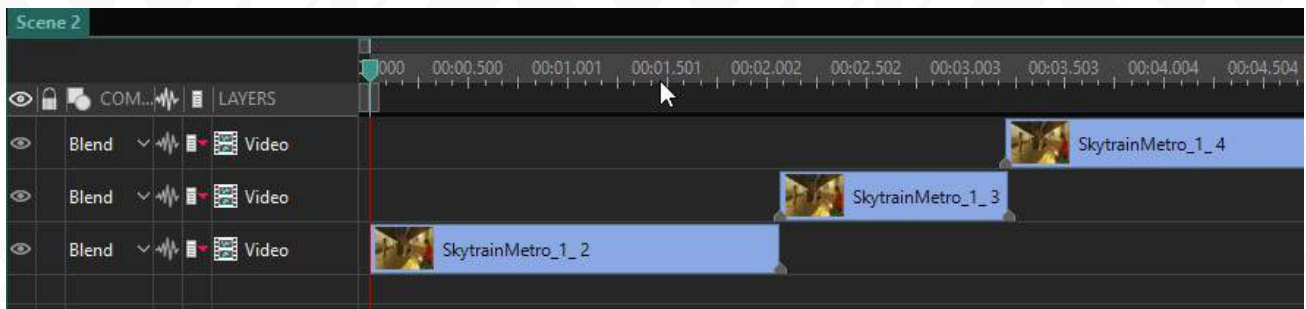 Scene 2
000 00:00.500 00:01.001 00:01.501 00:02.002 00:02.502 00:03.003 00:03.503 00:04.004 00:04.504
COM... LAYERS
Blend Video SkytrainMetro_1_ 4
Blend Video SkytrainMetro_1_ 3
Blend Video SkytrainMetro_1_ 2